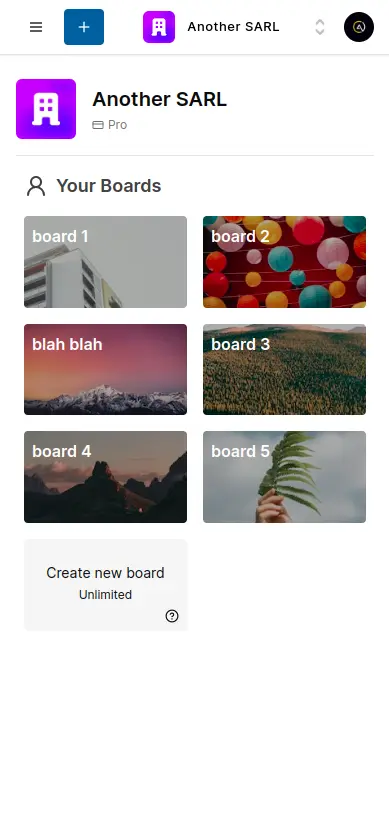 Another SARL
Another SARL
Pro
Your Boards
board 1
board 2
blah blah
board 3
board 4
board 5
Create new board
Unlimited